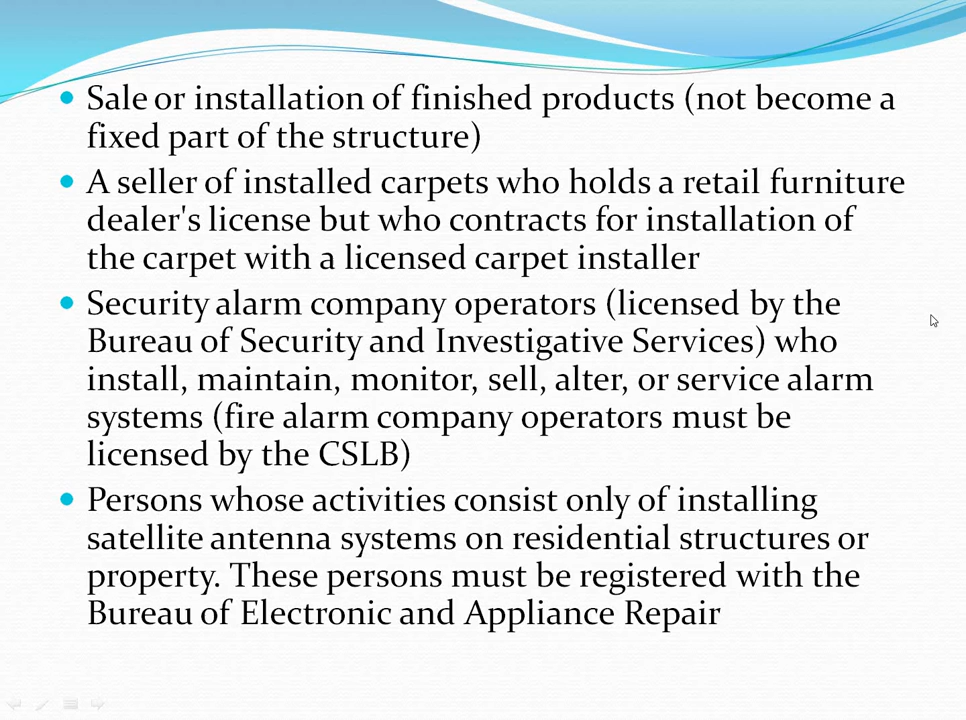 Sale or installation of finished products (not become a
fixed part of the structure)
A seller of installed carpets who holds a retail furniture
dealer's license but who contracts for installation of
the carpet with a licensed carpet installer
Security alarm company operators (licensed by the
Bureau of Security and Investigative Services) who
install, maintain, monitor, sell, alter, or service alarm
systems (fire alarm company operators must be
licensed by the CSLB)
Persons whose activities consist only of installing
satellite antenna systems on residential structures or
property. These persons must be registered with the
Bureau of Electronic and Appliance Repair